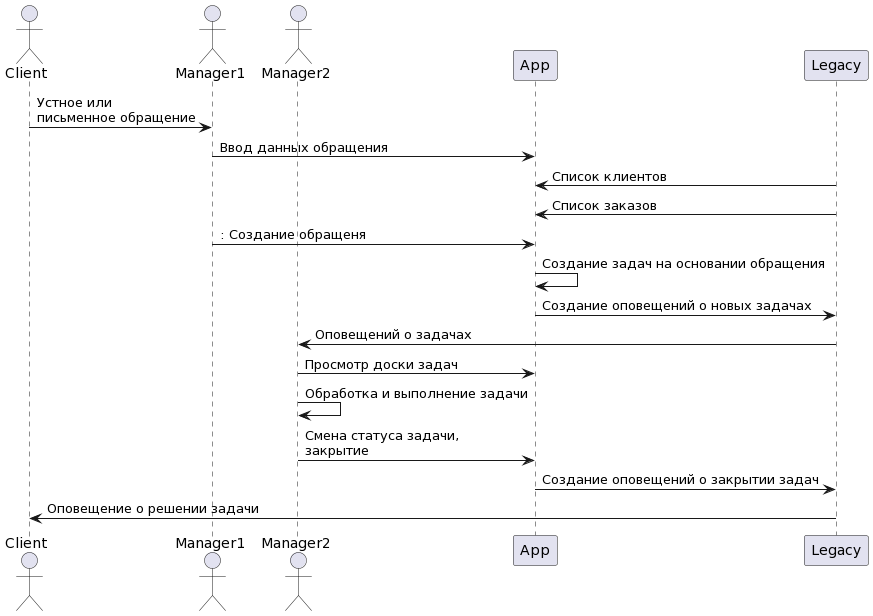 Client
Manager1
Manager2
App
Legacy
Устное или
письменное обращение
Ввод данных обращения
Список клиентов
Список заказов
: Создание обращеня
Создание задач на основании обращения
Создание оповещений о новых задачах
Оповещений о задачах
Просмотр доски задач
Обработка и выполнение задачи
Смена статуса задачи,
закрытие
Создание оповещений о закрытии задач
Оповещение о решении задачи
Client
Manager1
Manager2
App
Legacy